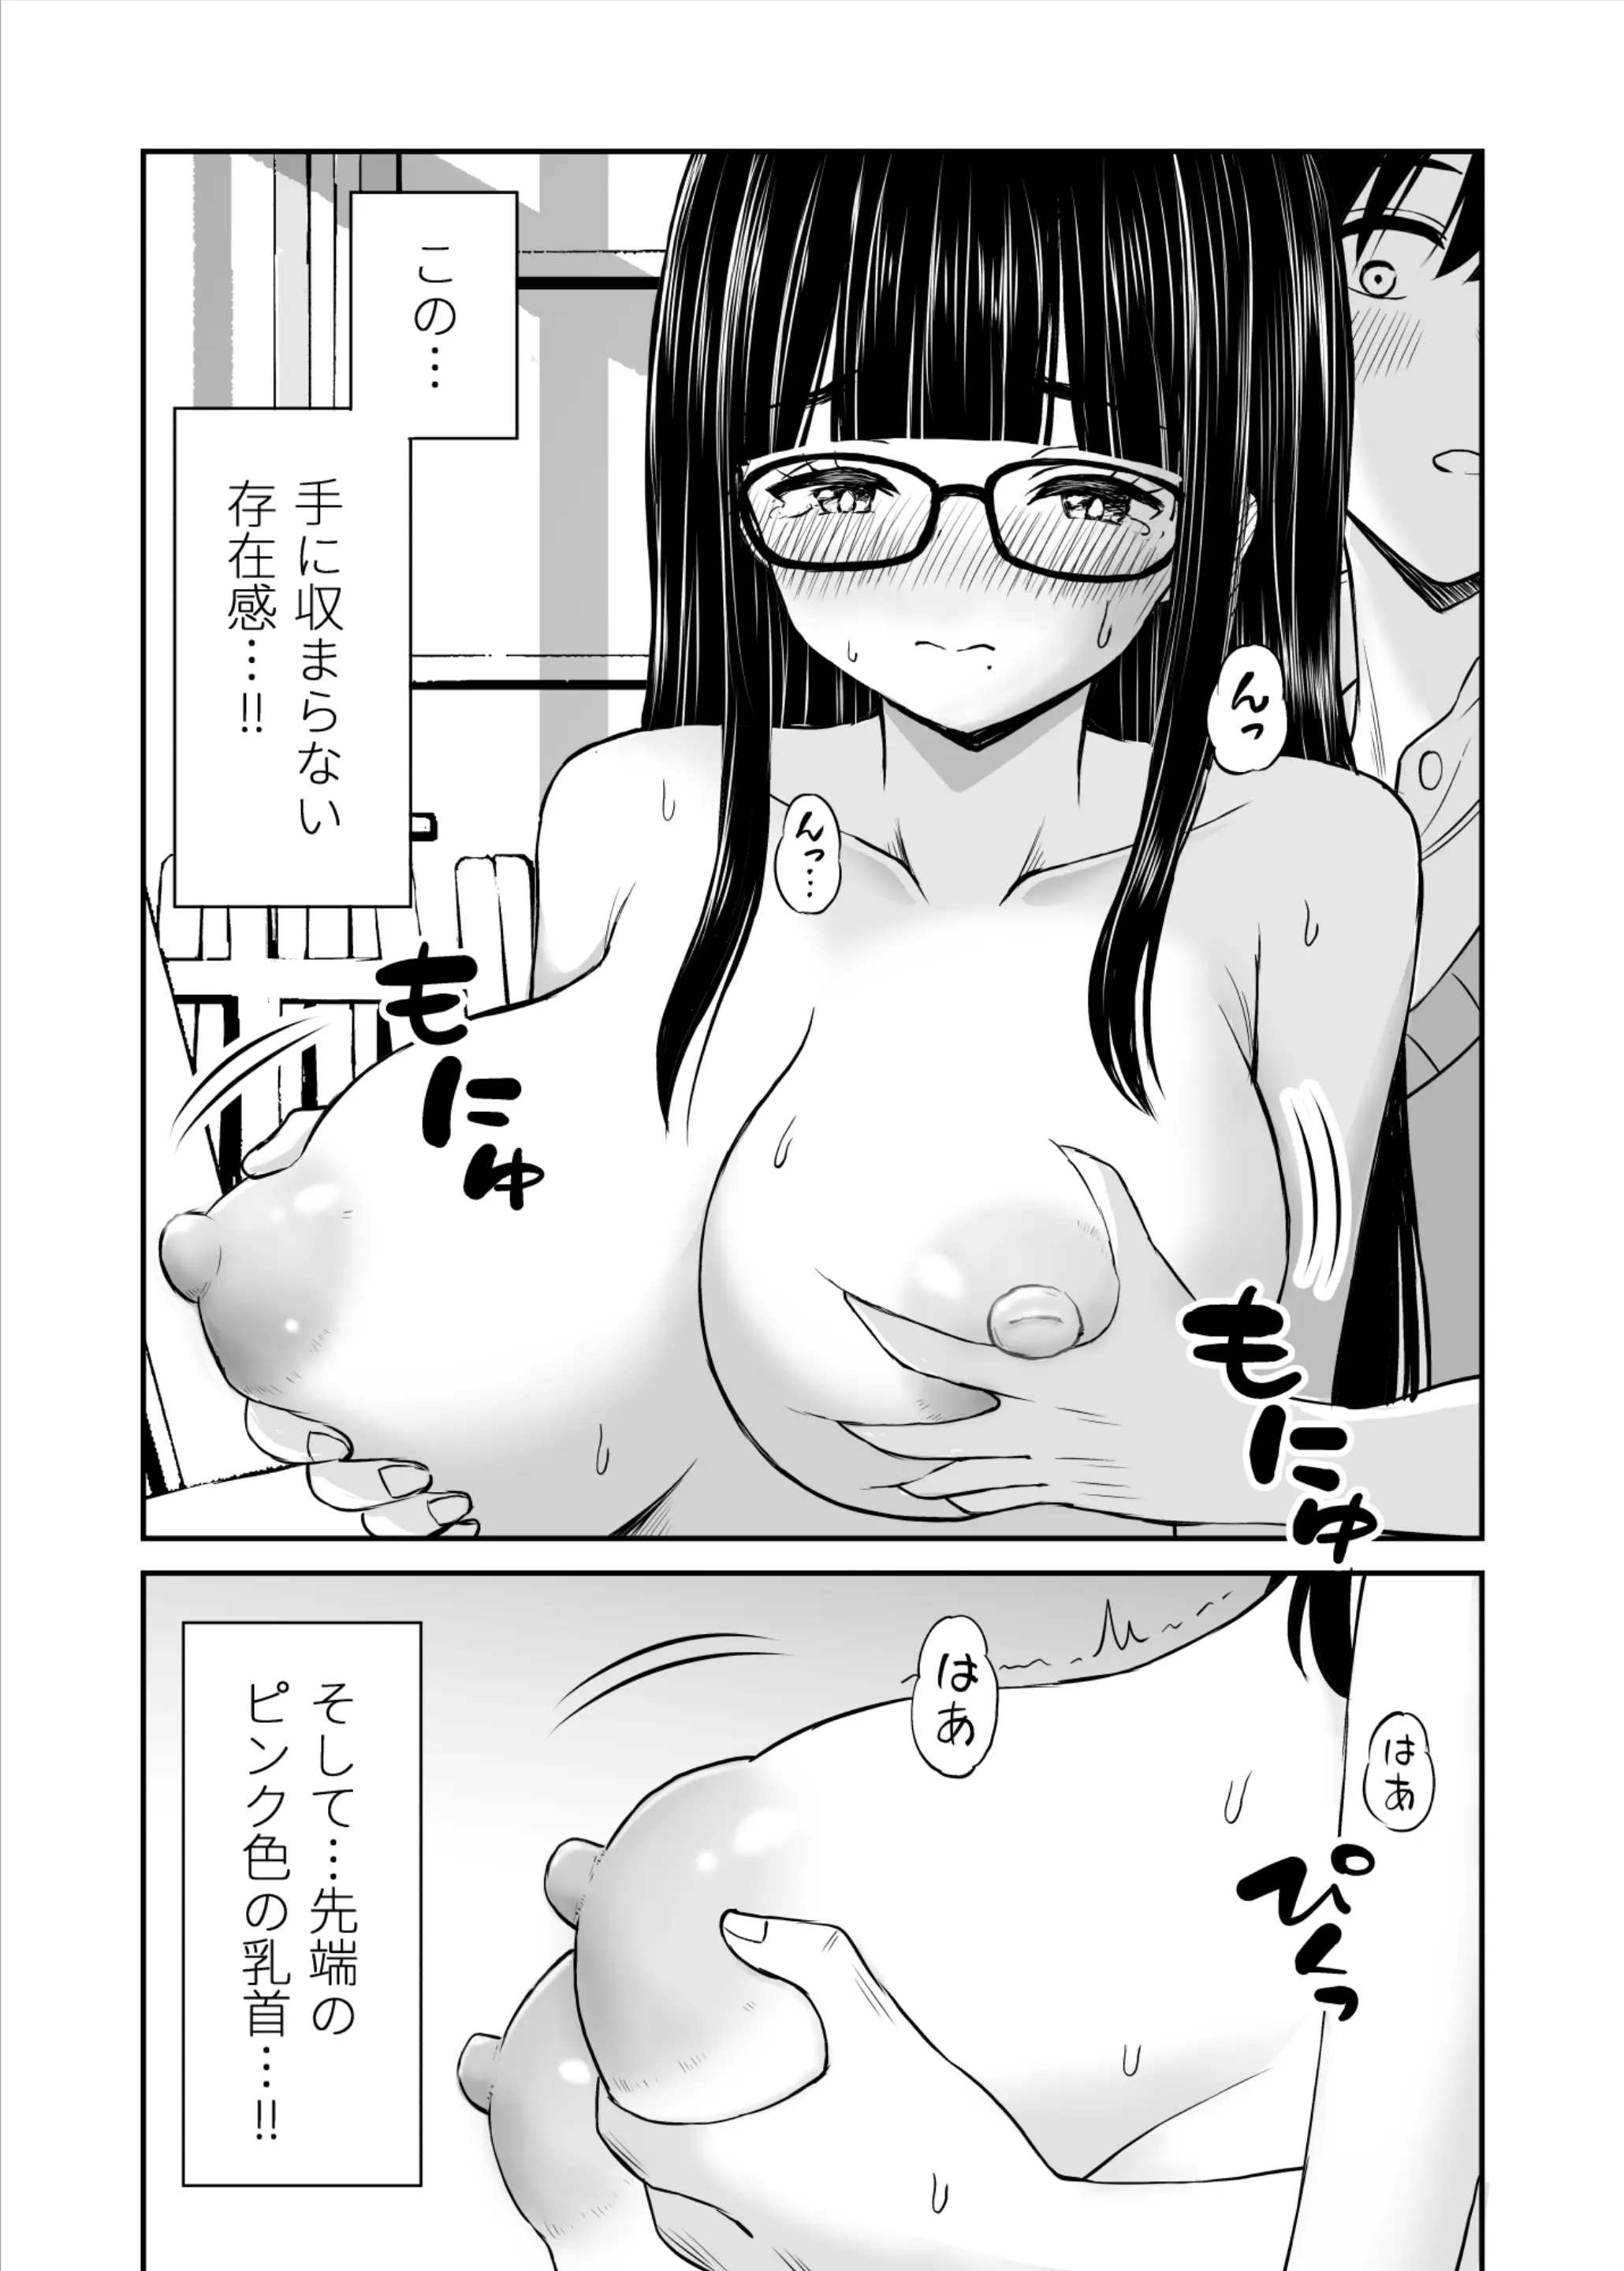 この…
手に収まらない
存在感…!!
んっ
んっ…
もにゅ
もにゅ
はぁ
はぁ
ぴくっ
そして…先端の
ピンク色の乳首…!!